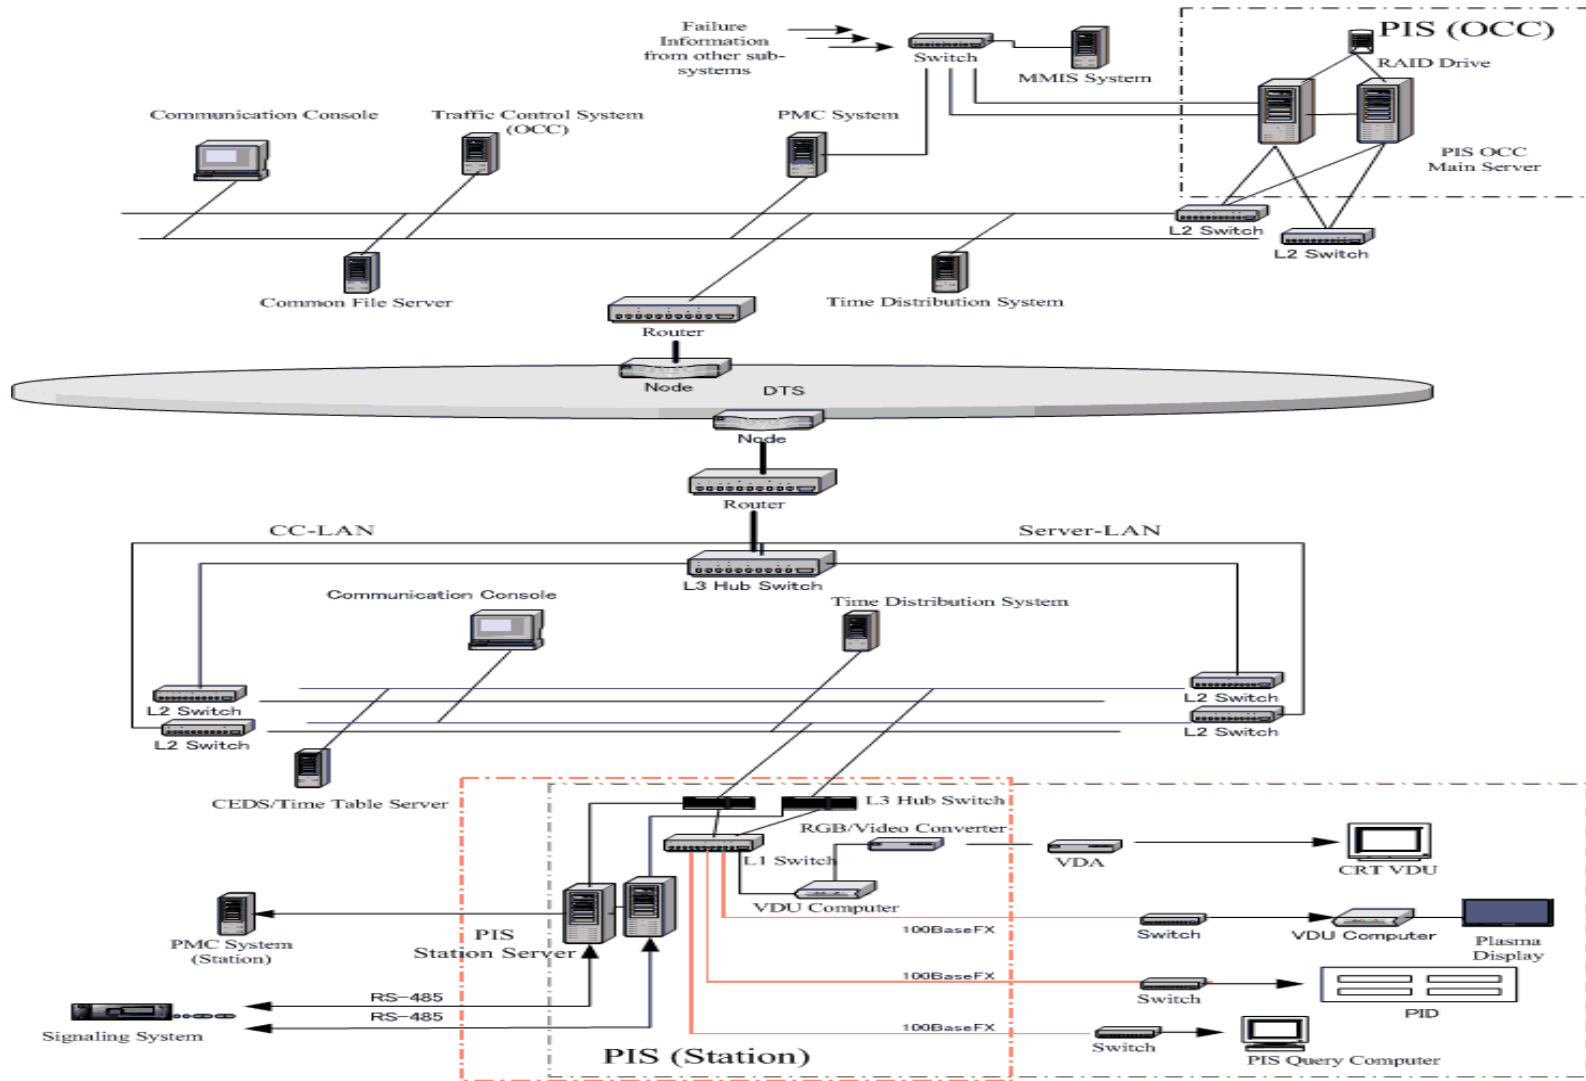 Failure
Information
from other sub-
systems
Switch
MMIS System
PIS (OCC)
RAID Drive
Communication Console
Traffic Control System
(OCC)
PMC System
PIS OCC
Main Server
L2 Switch
L2 Switch
Common File Server
Time Distribution System
Router
Node
DTS
Node
Router
CC-LAN
Server-LAN
L3 Hub Switch
Communication Console
Time Distribution System
L2 Switch
L2 Switch
L2 Switch
L2 Switch
CEDS/Time Table Server
L3 Hub Switch
RGB/Video Converter
L1 Switch
VDA
CRT VDU
VDU Computer
PMC System
(Station)
PIS
Station Server
100BaseFX
Switch
VDU Computer
Plasma
Display
100BaseFX
Switch
PID
RS-485
RS-485
Signaling System
100BaseFX
Switch
PIS Query Computer
PIS (Station)